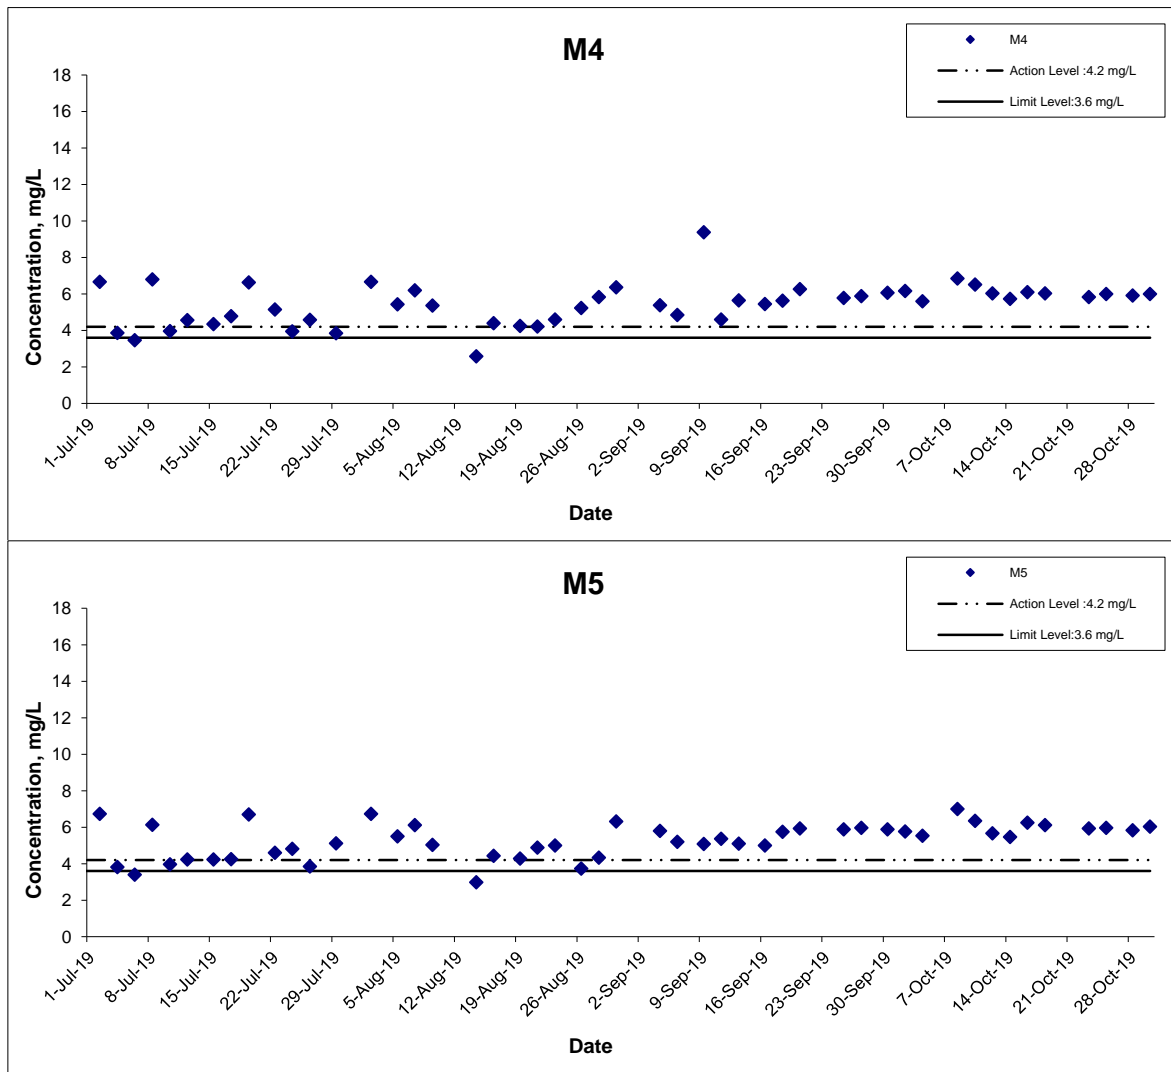 M4
M4
Action Level :4.2 mg/L
Limit Level:3.6 mg/L
18
16
14
12
10
8
6
4
2
0
Concentration, mg/L
1-Jul-19
8-Jul-19
15-Jul-19
22-Jul-19
29-Jul-19
5-Aug-19
12-Aug-19
19-Aug-19
26-Aug-19
2-Sep-19
9-Sep-19
16-Sep-19
23-Sep-19
30-Sep-19
7-Oct-19
14-Oct-19
21-Oct-19
28-Oct-19
Date
M5
M5
Action Level :4.2 mg/L
Limit Level:3.6 mg/L
18
16
14
12
10
8
6
4
2
0
Concentration, mg/L
1-Jul-19
8-Jul-19
15-Jul-19
22-Jul-19
29-Jul-19
5-Aug-19
12-Aug-19
19-Aug-19
26-Aug-19
2-Sep-19
9-Sep-19
16-Sep-19
23-Sep-19
30-Sep-19
7-Oct-19
14-Oct-19
21-Oct-19
28-Oct-19
Date